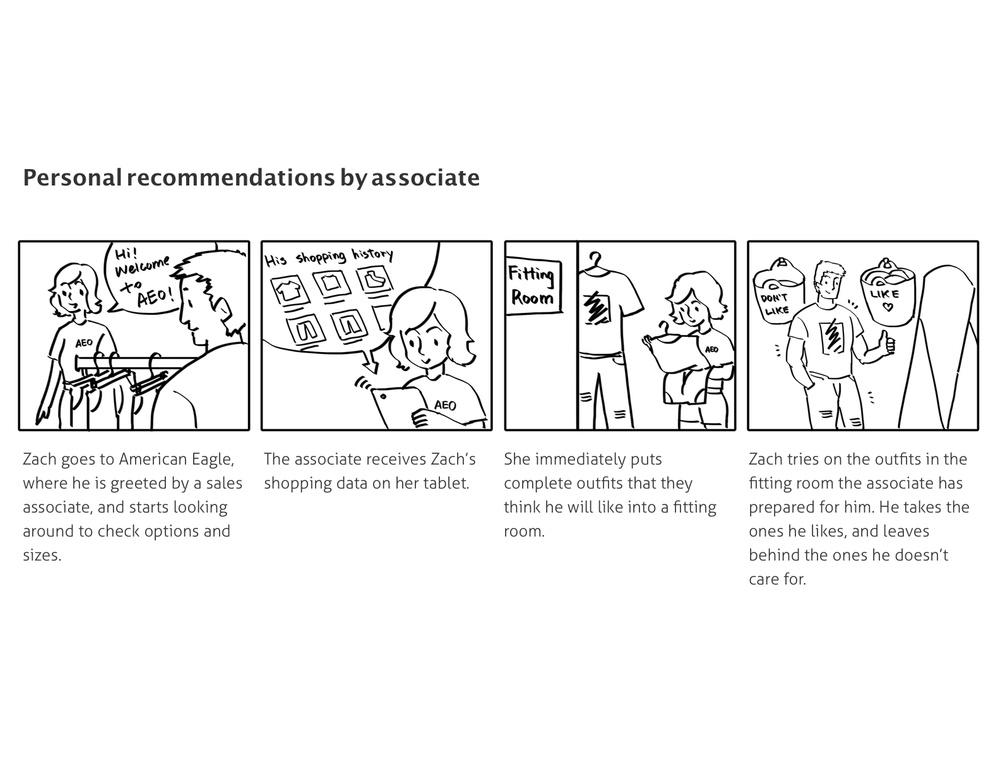 Personal recommendations by associate
Hi!
Welcome
to
AEO!
AEO
Zach goes to American Eagle,
where he is greeted by a sales
associate, and starts looking
around to check options and
sizes.
His shopping history
AEO
The associate receives Zach's
shopping data on her tablet.
Fitting
Room
AEO
She immediately puts
complete outfits that they
think he will like into a fitting
room.
DON'T
LIKE
LIKE
Zach tries on the outfits in the
fitting room the associate has
prepared for him. He takes the
ones he likes, and leaves
behind the ones he doesn't
care for.